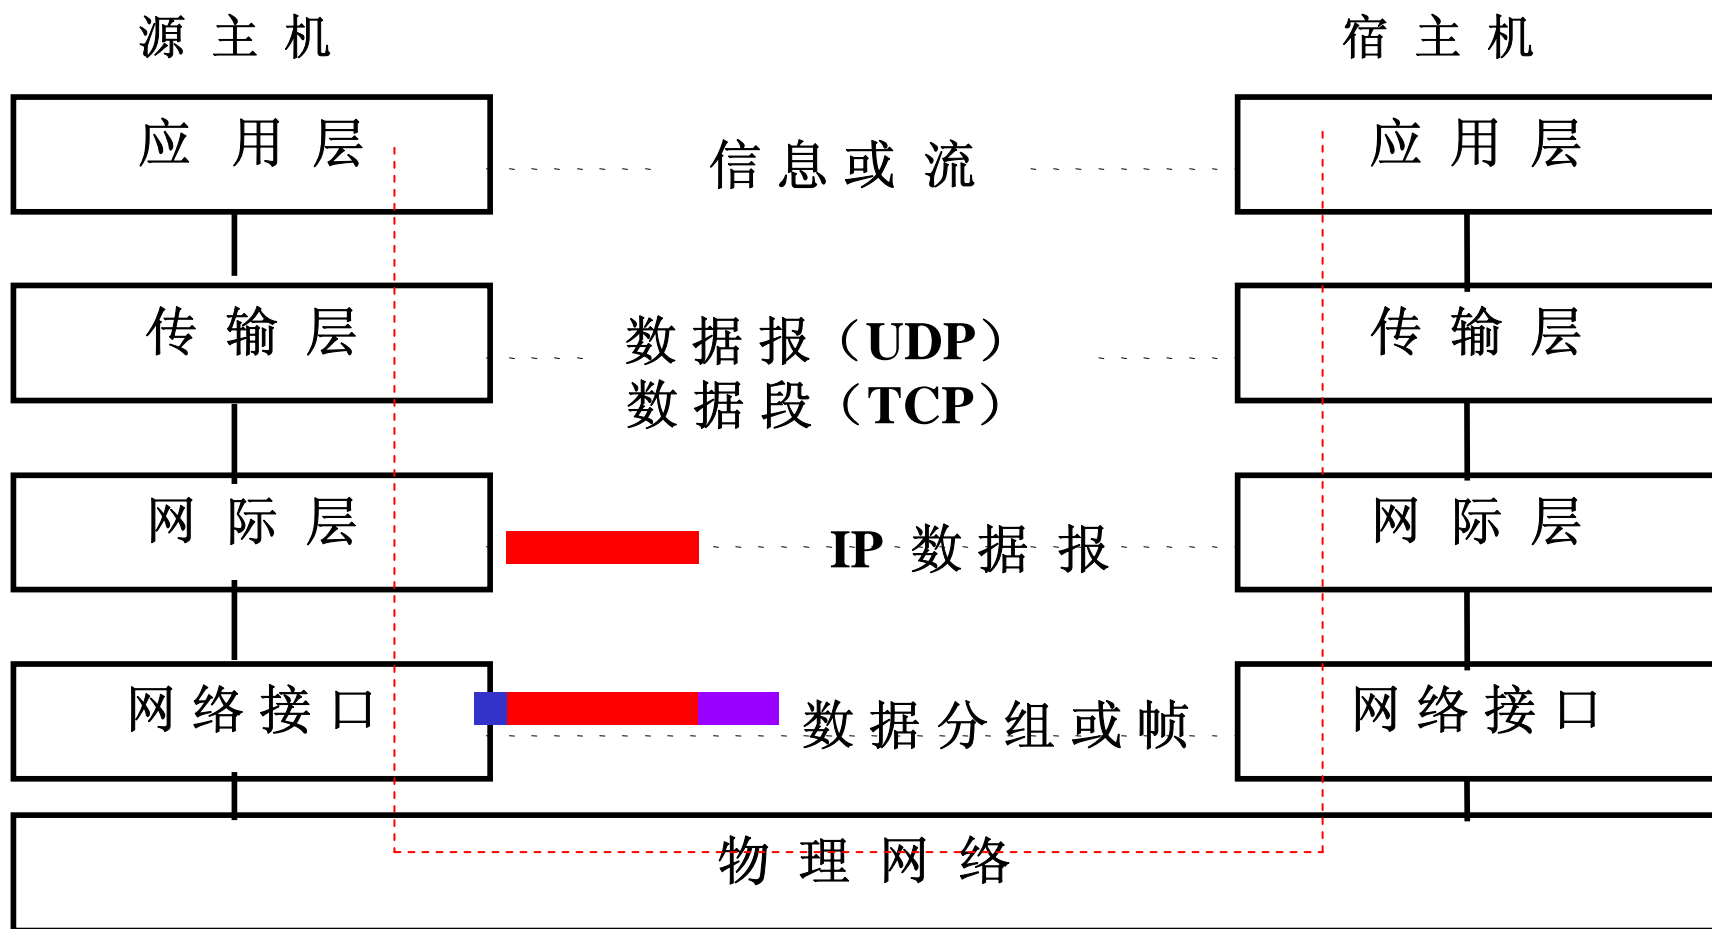 源主机 宿主机
应用层 信息或流 应用层
传输层 数据报（UDP） 传输层
数据段（TCP）
网际层 IP 数据报 网际层
网络接口 数据分组或帧 网络接口
物理网络